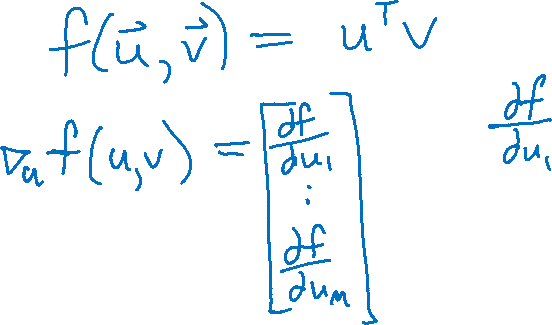 f(u⃗, v⃗) = uᵀv
∇ᵤf(u,v) = [∂f/∂u₁ ⋮ ∂f/∂uₘ]
∂f/∂u₁